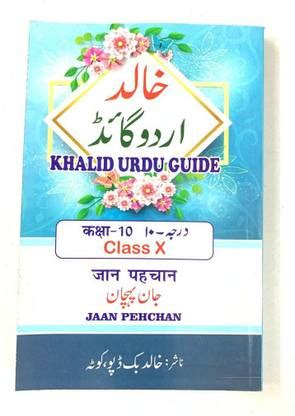 خالد
اردو گائڈ
KHALID URDU GUIDE
कक्षा-10 درجہ-۱۰
Class X
जान पहचान
جان پہچان
JAAN PEHCHAN
ناشر: خالد بک ڈپو، کوٹہ